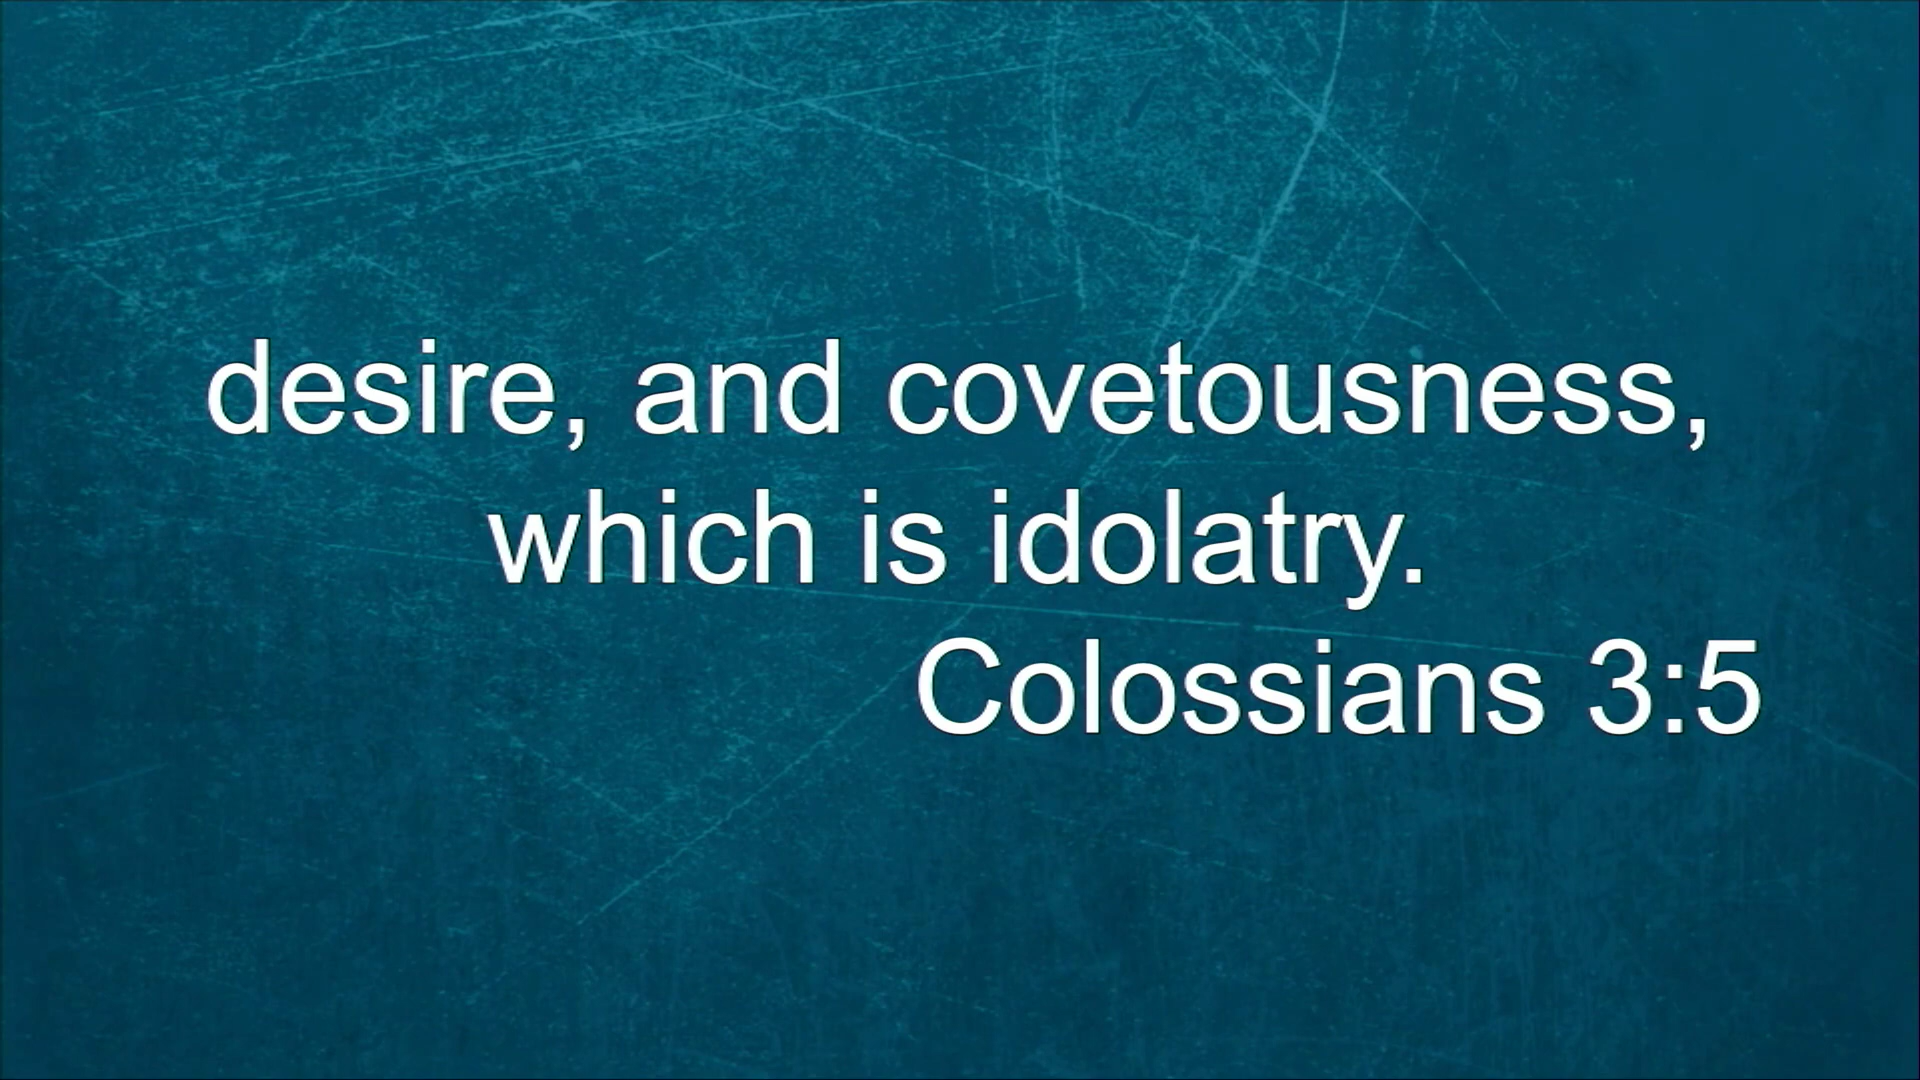 desire, and covetousness,
which is idolatry.
Colossians 3:5